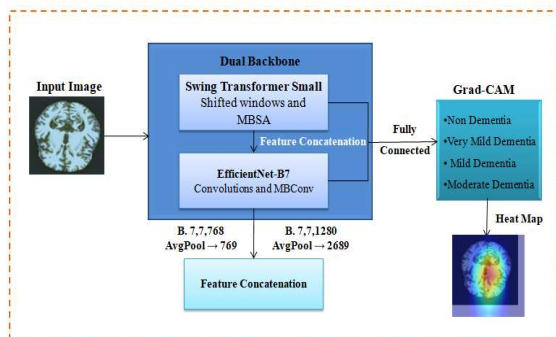 Dual Backbone
Input Image
Swing Transformer Small
Shifted windows and
MBSA
Feature Concatenation
EfficientNet-B7
Convolutions and MBConv
Fully
Connected
Grad-CAM
•Non Dementia
•Very Mild Dementia
•Mild Dementia
•Moderate Dementia
Heat Map
B. 7,7,768
AvgPool → 769
B. 7,7,1280
AvgPool → 2689
Feature Concatenation